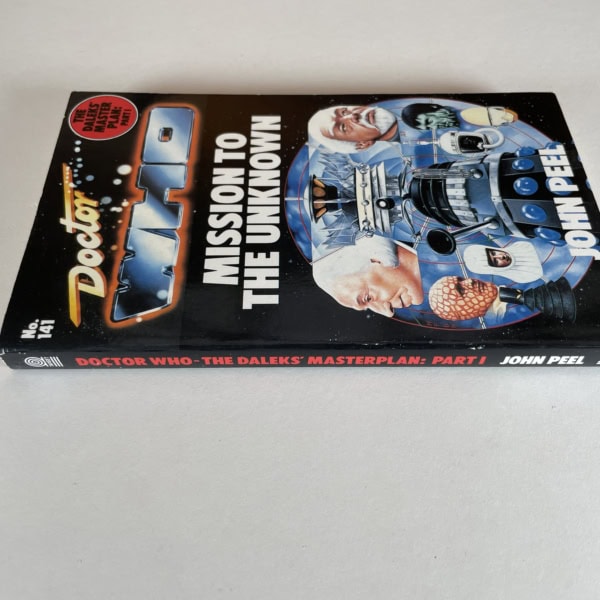 THE
DALEKS'
MASTER
PLAN:
PART I
Doctor
WHO
No.
141
MISSION TO
THE UNKNOWN
JOHN PEEL
DOCTOR WHO - THE DALEKS' MASTERPLAN: PART I JOHN PEEL